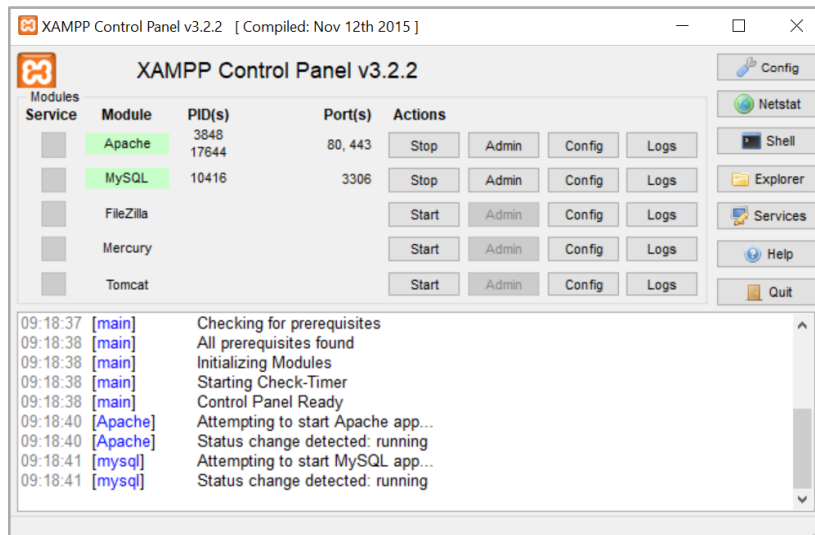 XAMPP Control Panel v3.2.2 [ Compiled: Nov 12th 2015 ]
XAMPP Control Panel v3.2.2
Config
Modules
Service Module PID(s) Port(s) Actions
Netstat
Apache 3848 80, 443 Stop Admin Config Logs
17644
Shell
MySQL 10416 3306 Stop Admin Config Logs
Explorer
FileZilla Start Admin Config Logs
Services
Mercury Start Admin Config Logs
Help
Tomcat Start Admin Config Logs
Quit
09:18:37 [main] Checking for prerequisites
09:18:38 [main] All prerequisites found
09:18:38 [main] Initializing Modules
09:18:38 [main] Starting Check-Timer
09:18:38 [main] Control Panel Ready
09:18:40 [Apache] Attempting to start Apache app...
09:18:40 [Apache] Status change detected: running
09:18:41 [mysql] Attempting to start MySQL app...
09:18:41 [mysql] Status change detected: running